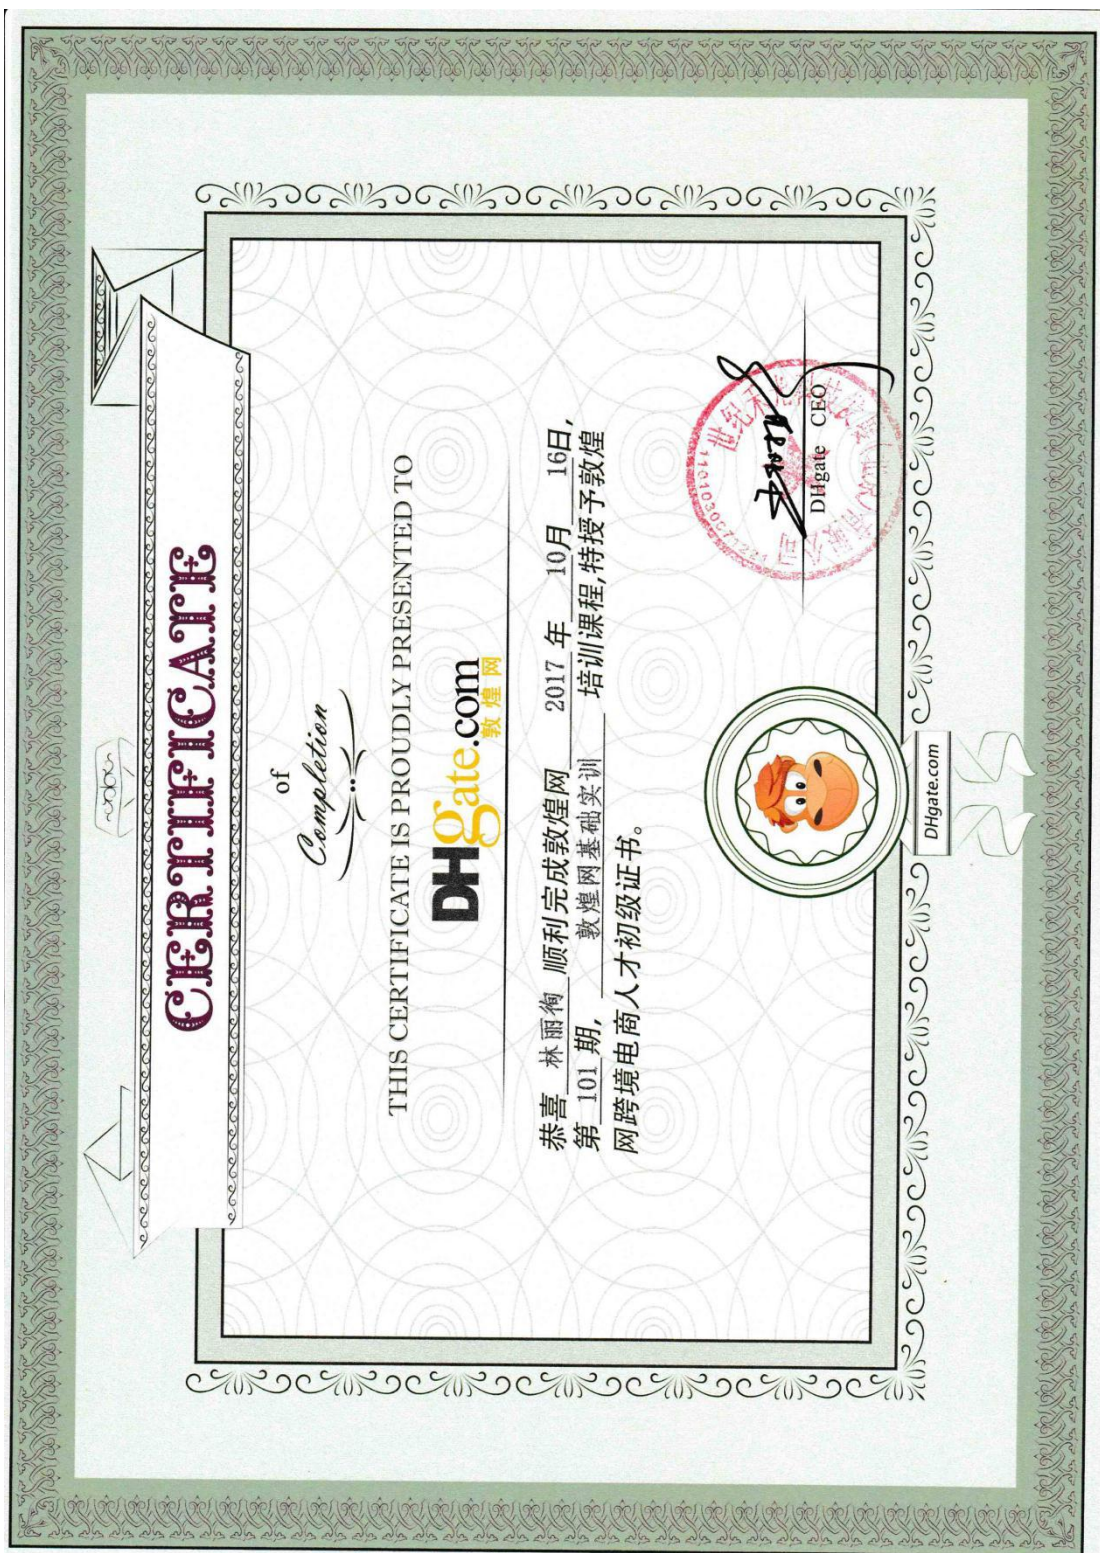 CERTIFICATE
of
Completion
THIS CERTIFICATE IS PROUDLY PRESENTED TO
DHgate.com
敦煌网
恭喜 林丽徇 顺利完成敦煌网 2017 年 10月 16日,
第 101 期, 敦煌网基础实训 培训课程,特授予敦煌
网跨境电商人才初级证书。
DHgate CEO
DHgate.com